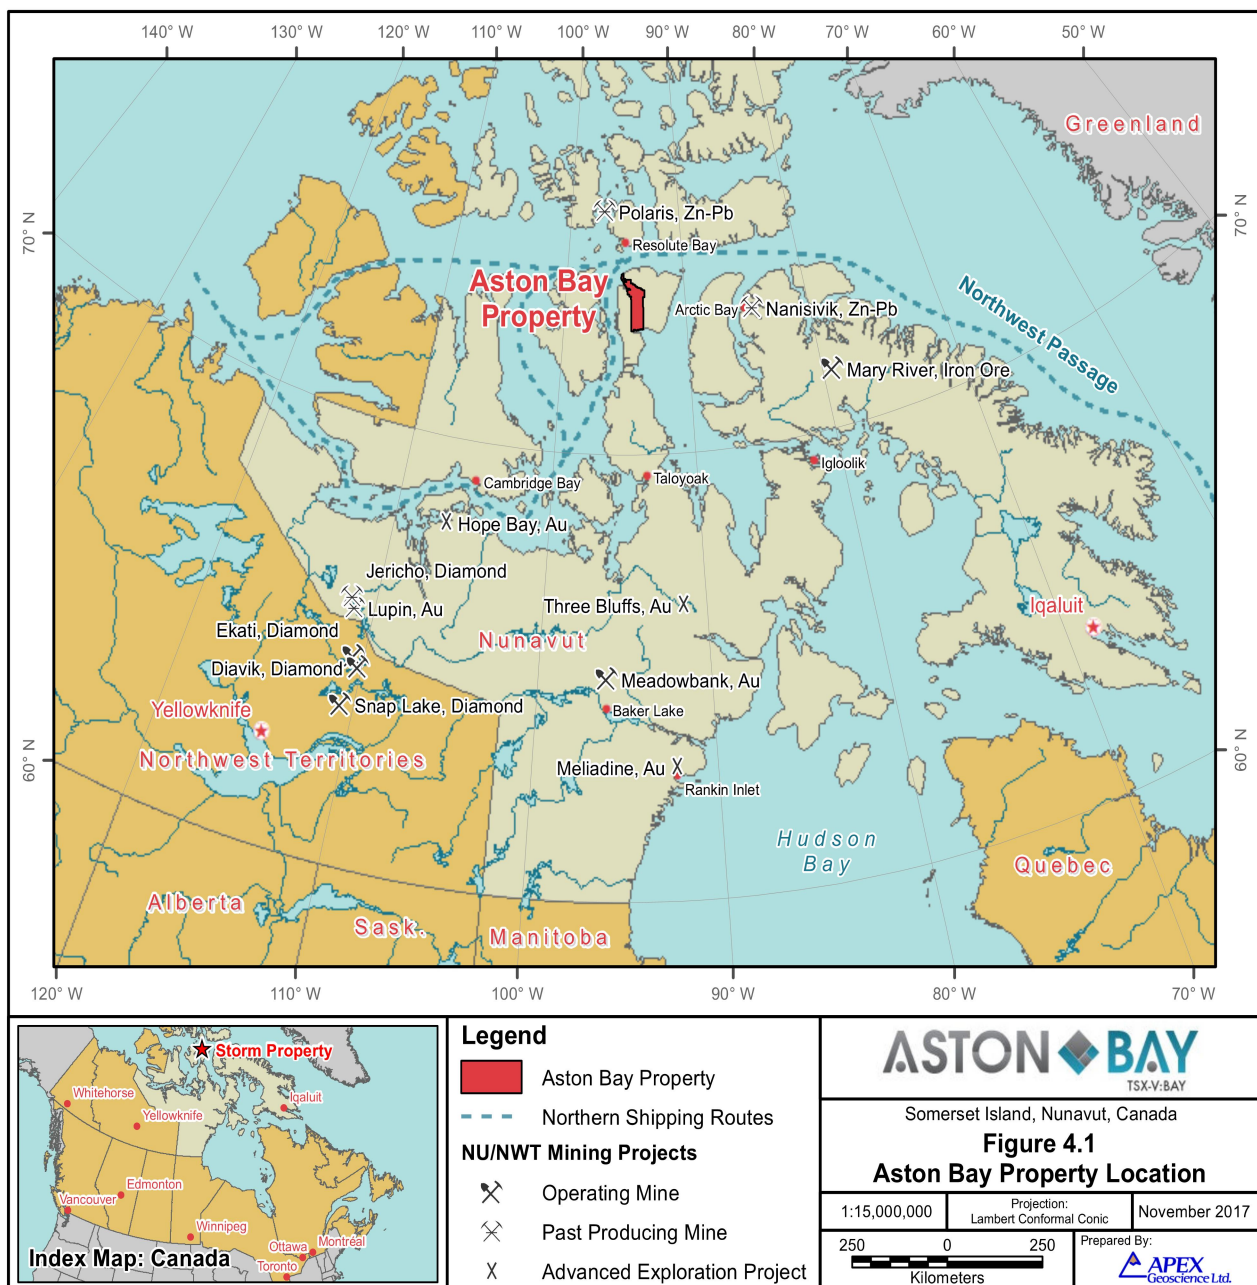 140° W
130° W
120° W
110° W
100° W
90° W
80° W
70° W
60° W
50° W
Greenland
70° N
70° N
Polaris, Zn-Pb
Resolute Bay
Aston Bay
Property
Arctic Bay
Nanisivik, Zn-Pb
Northwest Passage
Mary River, Iron Ore
Igloolik
Cambridge Bay
Taloyoak
Hope Bay, Au
Jericho, Diamond
Lupin, Au
Three Bluffs, Au
Iqaluit
Ekati, Diamond
Nunavut
Diavik, Diamond
Meadowbank, Au
Snap Lake, Diamond
Baker Lake
Yellowknife
Northwest Territories
60° N
60° N
Meliadine, Au
Rankin Inlet
Hudson
Bay
Quebec
Alberta
Sask.
Manitoba
120° W
110° W
100° W
90° W
80° W
70° W
Storm Property
Whitehorse
Iqaluit
Yellowknife
Edmonton
Vancouver
Winnipeg
Ottawa
Montréal
Toronto
Index Map: Canada
Legend
Aston Bay Property
Northern Shipping Routes
NU/NWT Mining Projects
Operating Mine
Past Producing Mine
Advanced Exploration Project
ASTON BAY
TSX-V:BAY
Somerset Island, Nunavut, Canada
Figure 4.1
Aston Bay Property Location
1:15,000,000
Projection:
Lambert Conformal Conic
November 2017
250 0 250
Kilometers
Prepared By:
APEX
Geoscience Ltd.